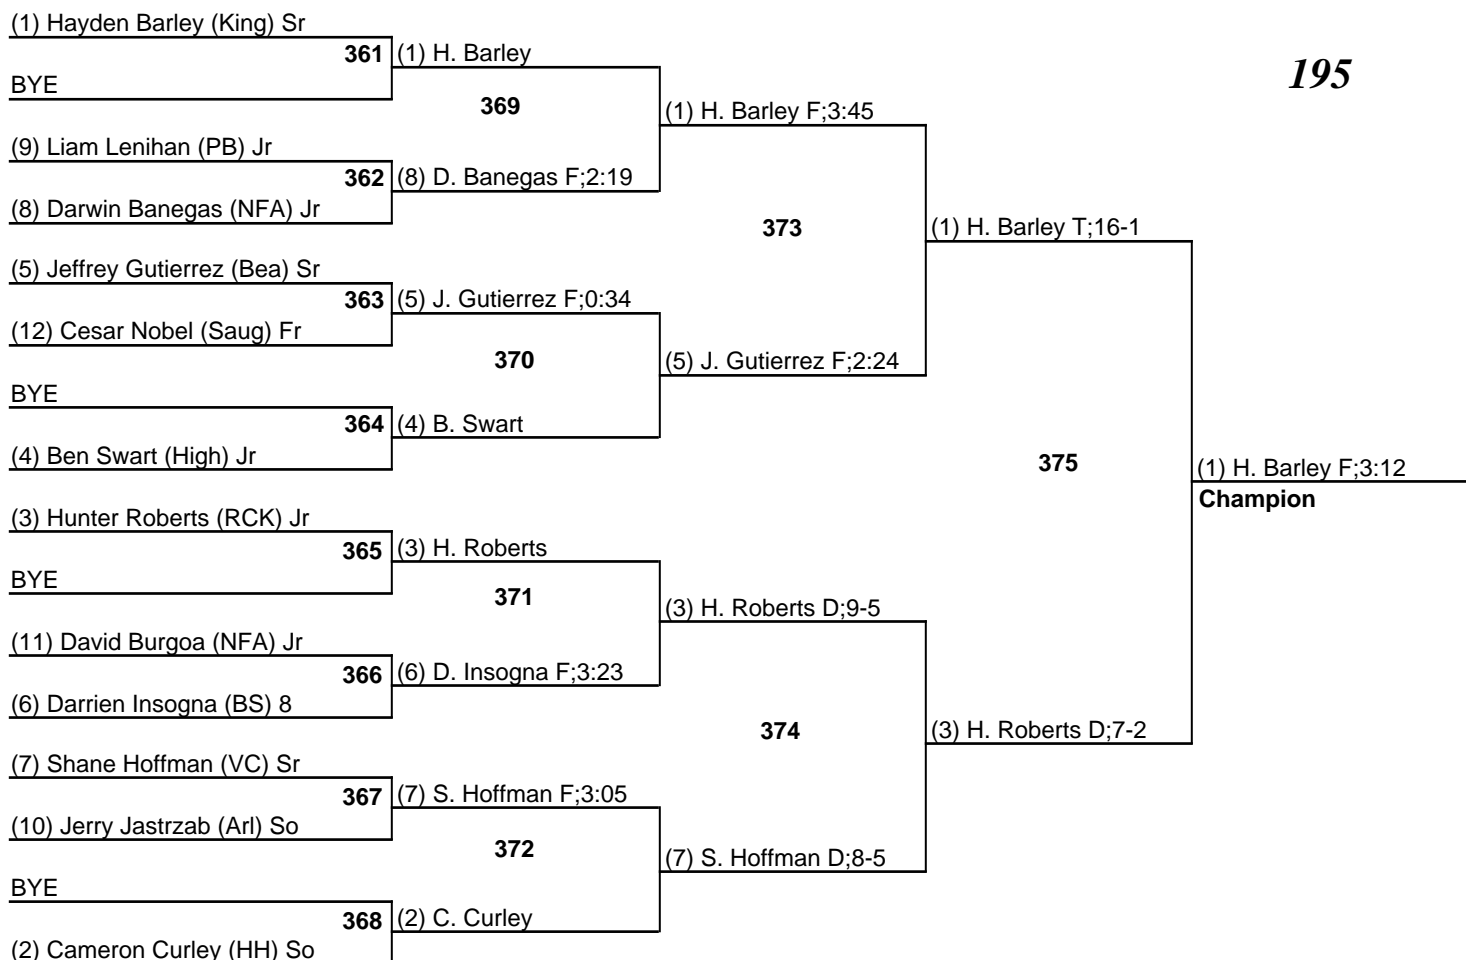 (1) Hayden Barley (King) Sr
361
(1) H. Barley
BYE
195
369
(1) H. Barley F;3:45
(9) Liam Lenihan (PB) Jr
362
(8) D. Banegas F;2:19
(8) Darwin Banegas (NFA) Jr
373
(1) H. Barley T;16-1
(5) Jeffrey Gutierrez (Bea) Sr
363
(5) J. Gutierrez F;0:34
(12) Cesar Nobel (Saug) Fr
370
(5) J. Gutierrez F;2:24
BYE
364
(4) B. Swart
(4) Ben Swart (High) Jr
375
(1) H. Barley F;3:12
Champion
(3) Hunter Roberts (RCK) Jr
365
(3) H. Roberts
BYE
371
(3) H. Roberts D;9-5
(11) David Burgoa (NFA) Jr
366
(6) D. Insogna F;3:23
(6) Darrien Insogna (BS) 8
374
(3) H. Roberts D;7-2
(7) Shane Hoffman (VC) Sr
367
(7) S. Hoffman F;3:05
(10) Jerry Jastrzab (Arl) So
372
(7) S. Hoffman D;8-5
BYE
368
(2) C. Curley
(2) Cameron Curley (HH) So